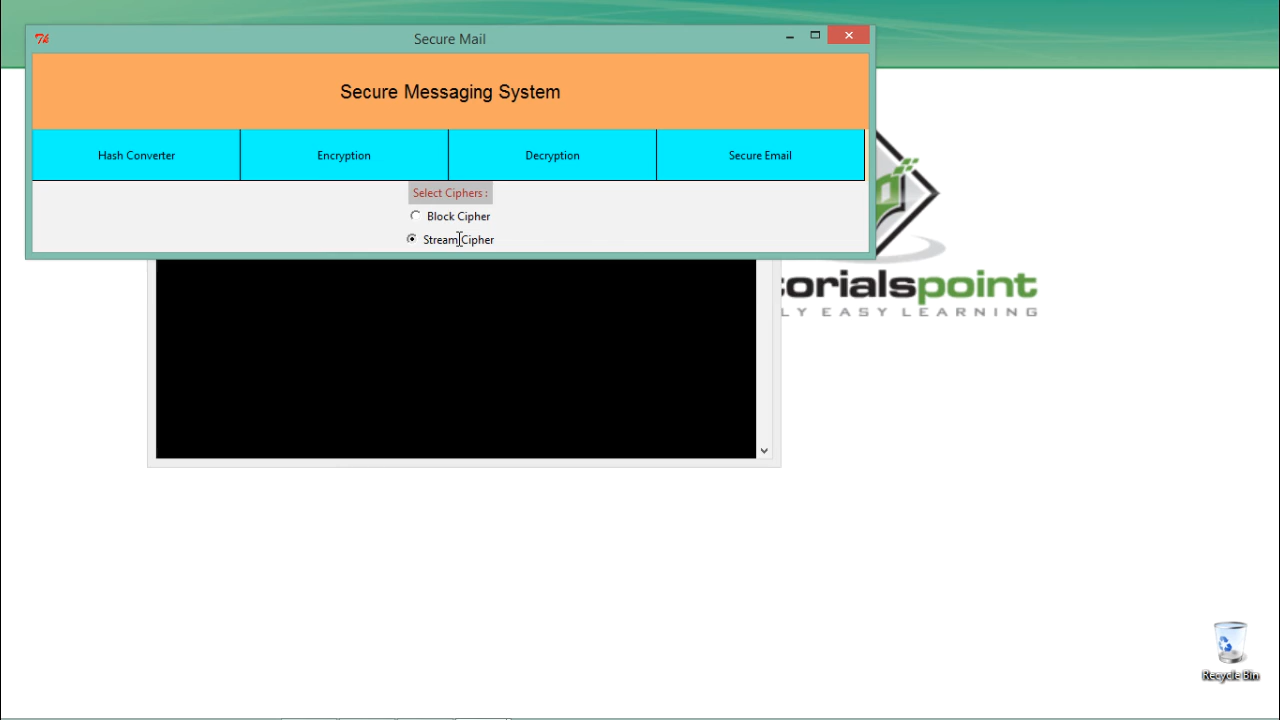 Secure Mail
Secure Messaging System
Hash Converter
Encryption
Decryption
Secure Email
Select Ciphers :
Block Cipher
Stream Cipher
torialspoint
LY EASY LEARNING
Recycle Bin